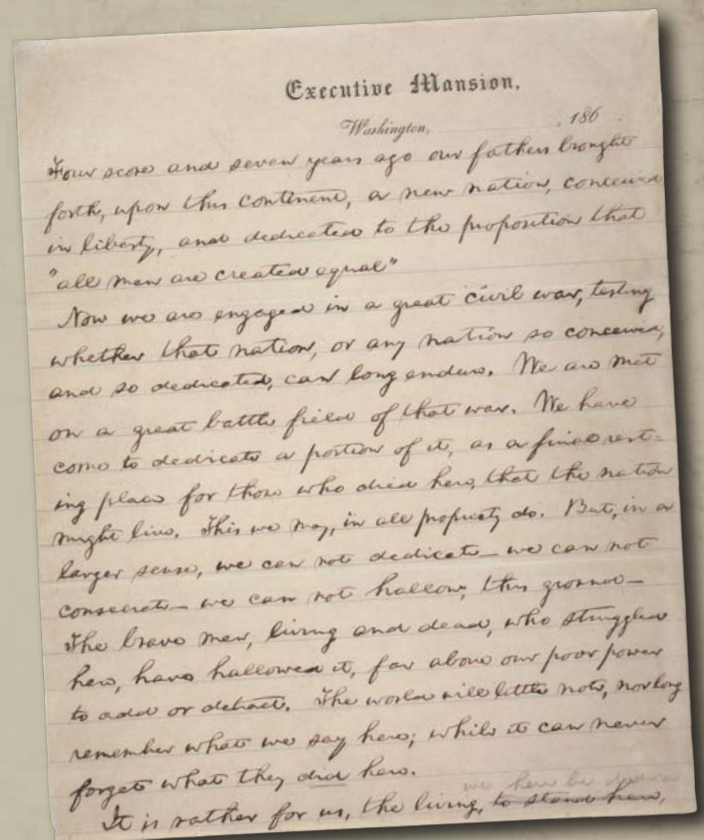 Executive Mansion,
Washington, , 186 .
Four score and seven years ago our fathers brought
forth, upon this continent, a new nation, conceived
in liberty, and dedicated to the proposition that
"all men are created equal"
Now we are engaged in a great civil war, testing
whether that nation, or any nation so conceived,
and so dedicated, can long endure. We are met
on a great battle field of that war. We have
come to dedicate a portion of it, as a final rest-
ing place for those who died here, that the nation
might live. This we may, in all propriety do. But, in a
larger sense, we can not dedicate — we can not
consecrate — we can not hallow, this ground —
The brave men, living and dead, who struggled
here, have hallowed it, far above our poor power
to add or detract. The world will little note, nor long
remember what we say here; while it can never
forget what they did here.
we here be
It is rather for us, the living, to stand here,